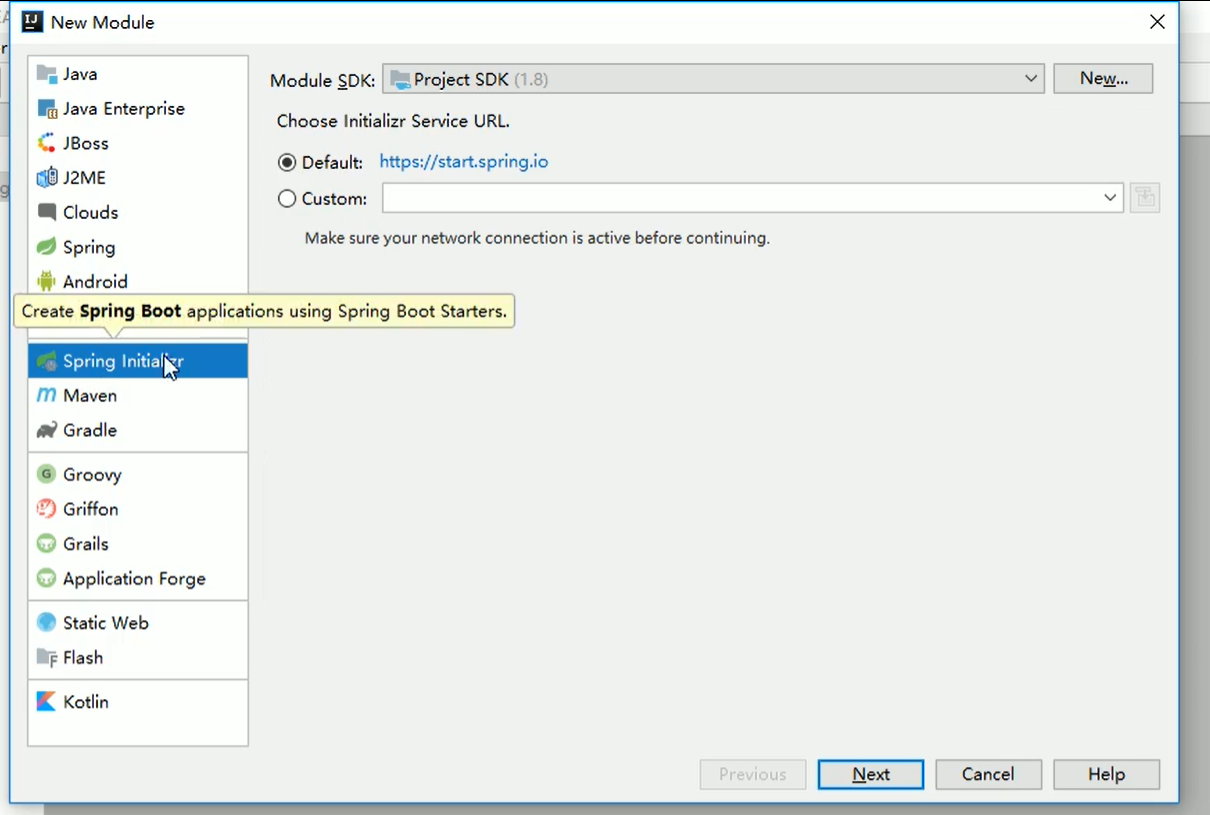 New Module
Java
Java Enterprise
JBoss
J2ME
Clouds
Spring
Android
Create Spring Boot applications using Spring Boot Starters.
Spring Initializr
Maven
Gradle
Groovy
Griffon
Grails
Application Forge
Static Web
Flash
Kotlin
Module SDK: Project SDK (1.8) New...
Choose Initializr Service URL.
Default: https://start.spring.io
Custom:
Make sure your network connection is active before continuing.
Previous Next Cancel Help